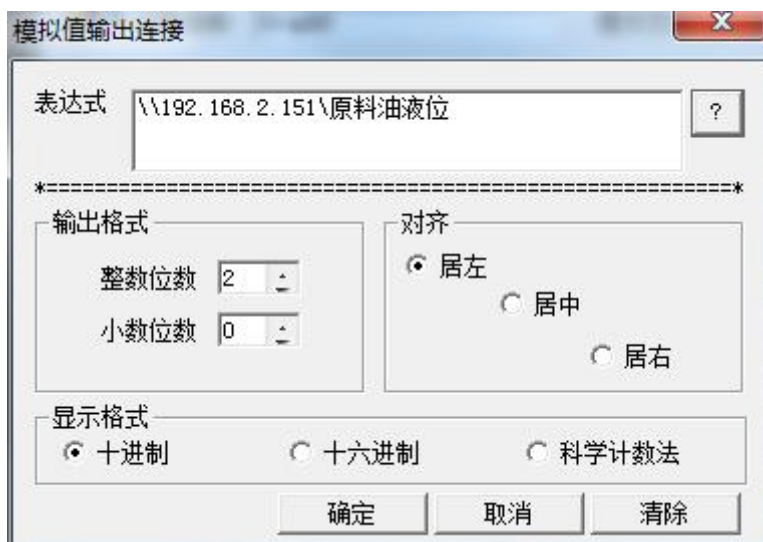 模拟值输出连接
表达式
\\192.168.2.151\原料油液位
?
*=========================================================*
输出格式
整数位数 2
小数位数 0
对齐
居左
居中
居右
显示格式
十进制 十六进制 科学计数法
确定 取消 清除